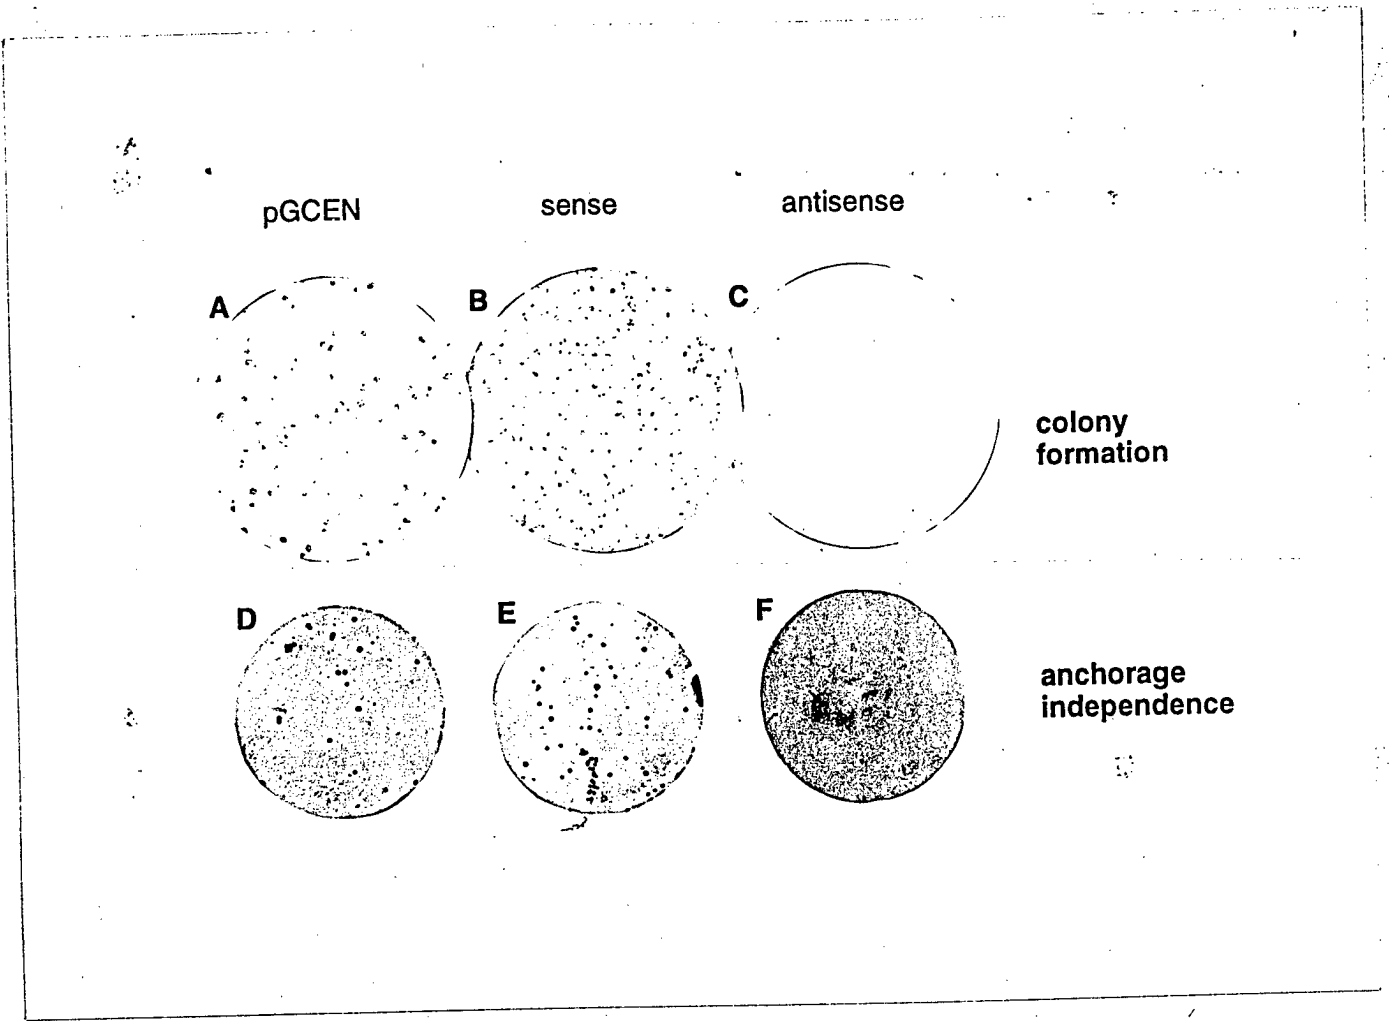 pGCEN
sense
antisense
A
B
C
colony
formation
D
E
F
anchorage
independence